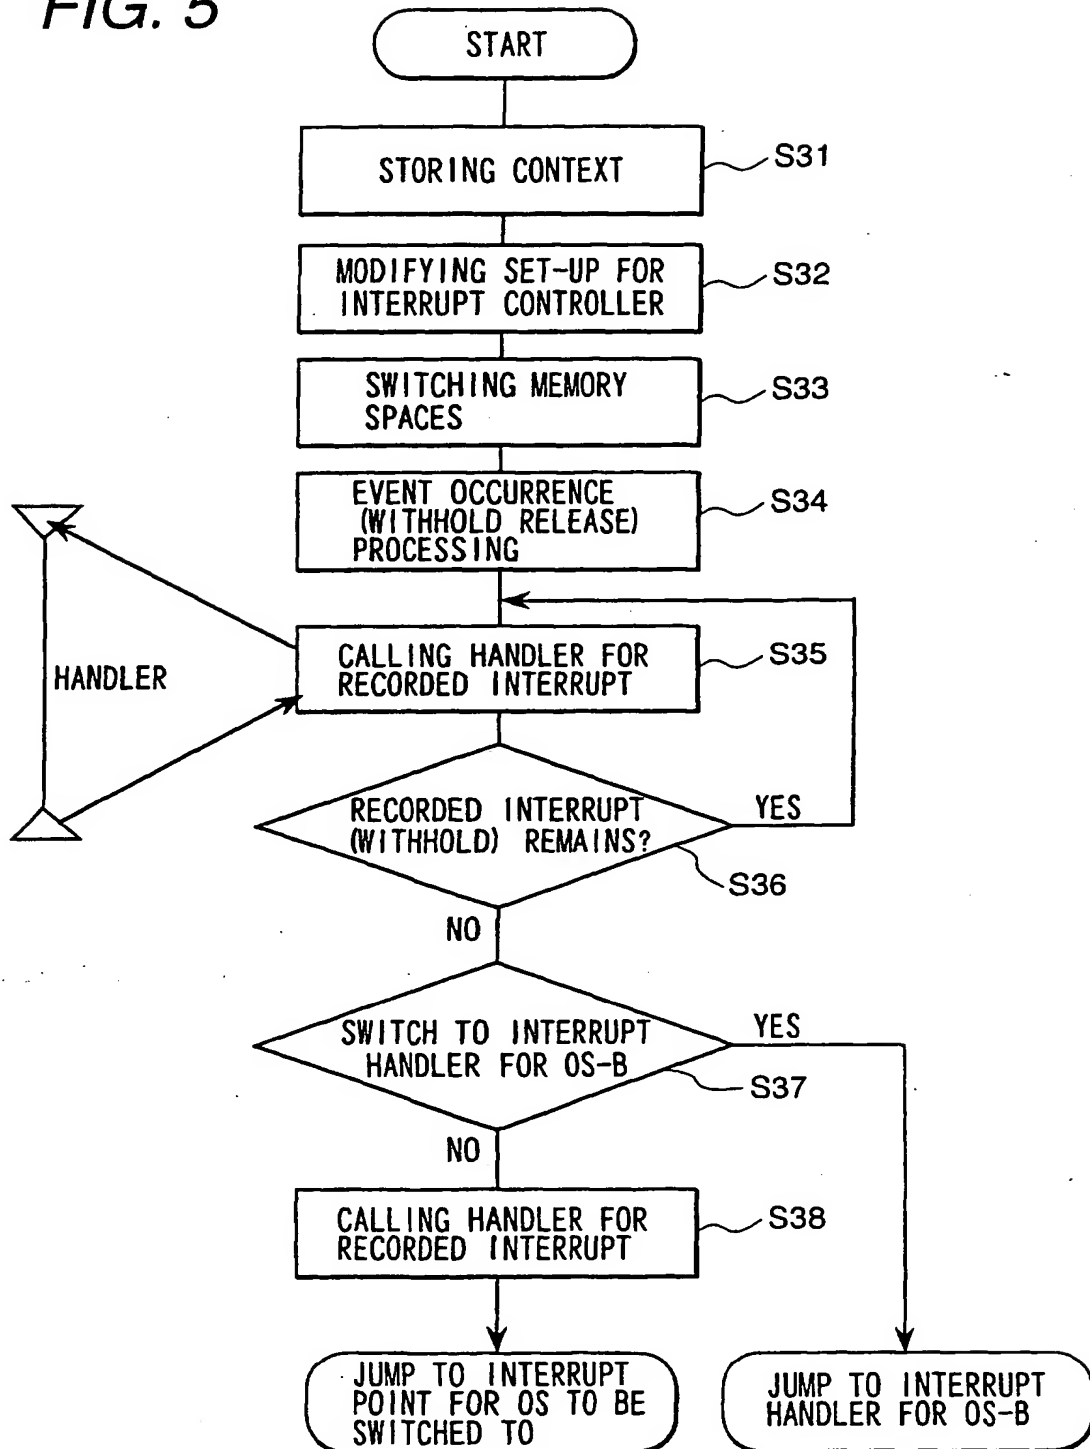 FIG. 5
START
STORING CONTEXT
S31
MODIFYING SET-UP FOR
INTERRUPT CONTROLLER
S32
SWITCHING MEMORY
SPACES
S33
EVENT OCCURRENCE
(WITHHOLD RELEASE)
PROCESSING
S34
HANDLER
CALLING HANDLER FOR
RECORDED INTERRUPT
S35
RECORDED INTERRUPT
(WITHHOLD) REMAINS?
YES
S36
NO
SWITCH TO INTERRUPT
HANDLER FOR OS-B
YES
S37
NO
CALLING HANDLER FOR
RECORDED INTERRUPT
S38
JUMP TO INTERRUPT
POINT FOR OS TO BE
SWITCHED TO
JUMP TO INTERRUPT
HANDLER FOR OS-B